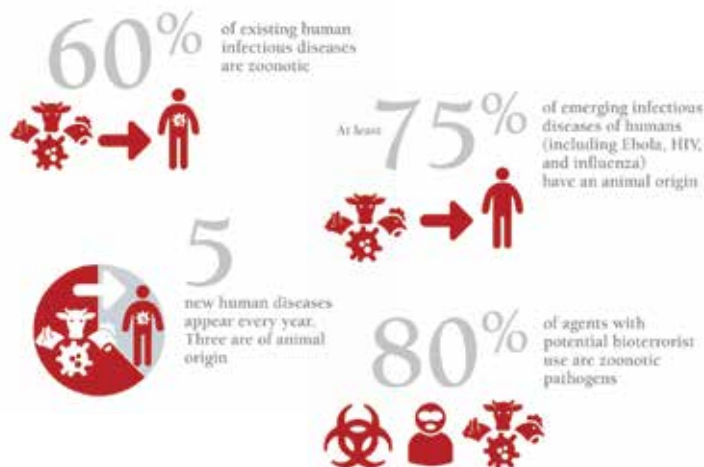 60%
of existing human
infectious diseases
are zoonotic
At least 75%
of emerging infectious
diseases of humans
(including Ebola, HIV,
and influenza)
have an animal origin
5
new human diseases
appear every year.
Three are of animal
origin
80%
of agents with
potential bioterrorist
use are zoonotic
pathogens